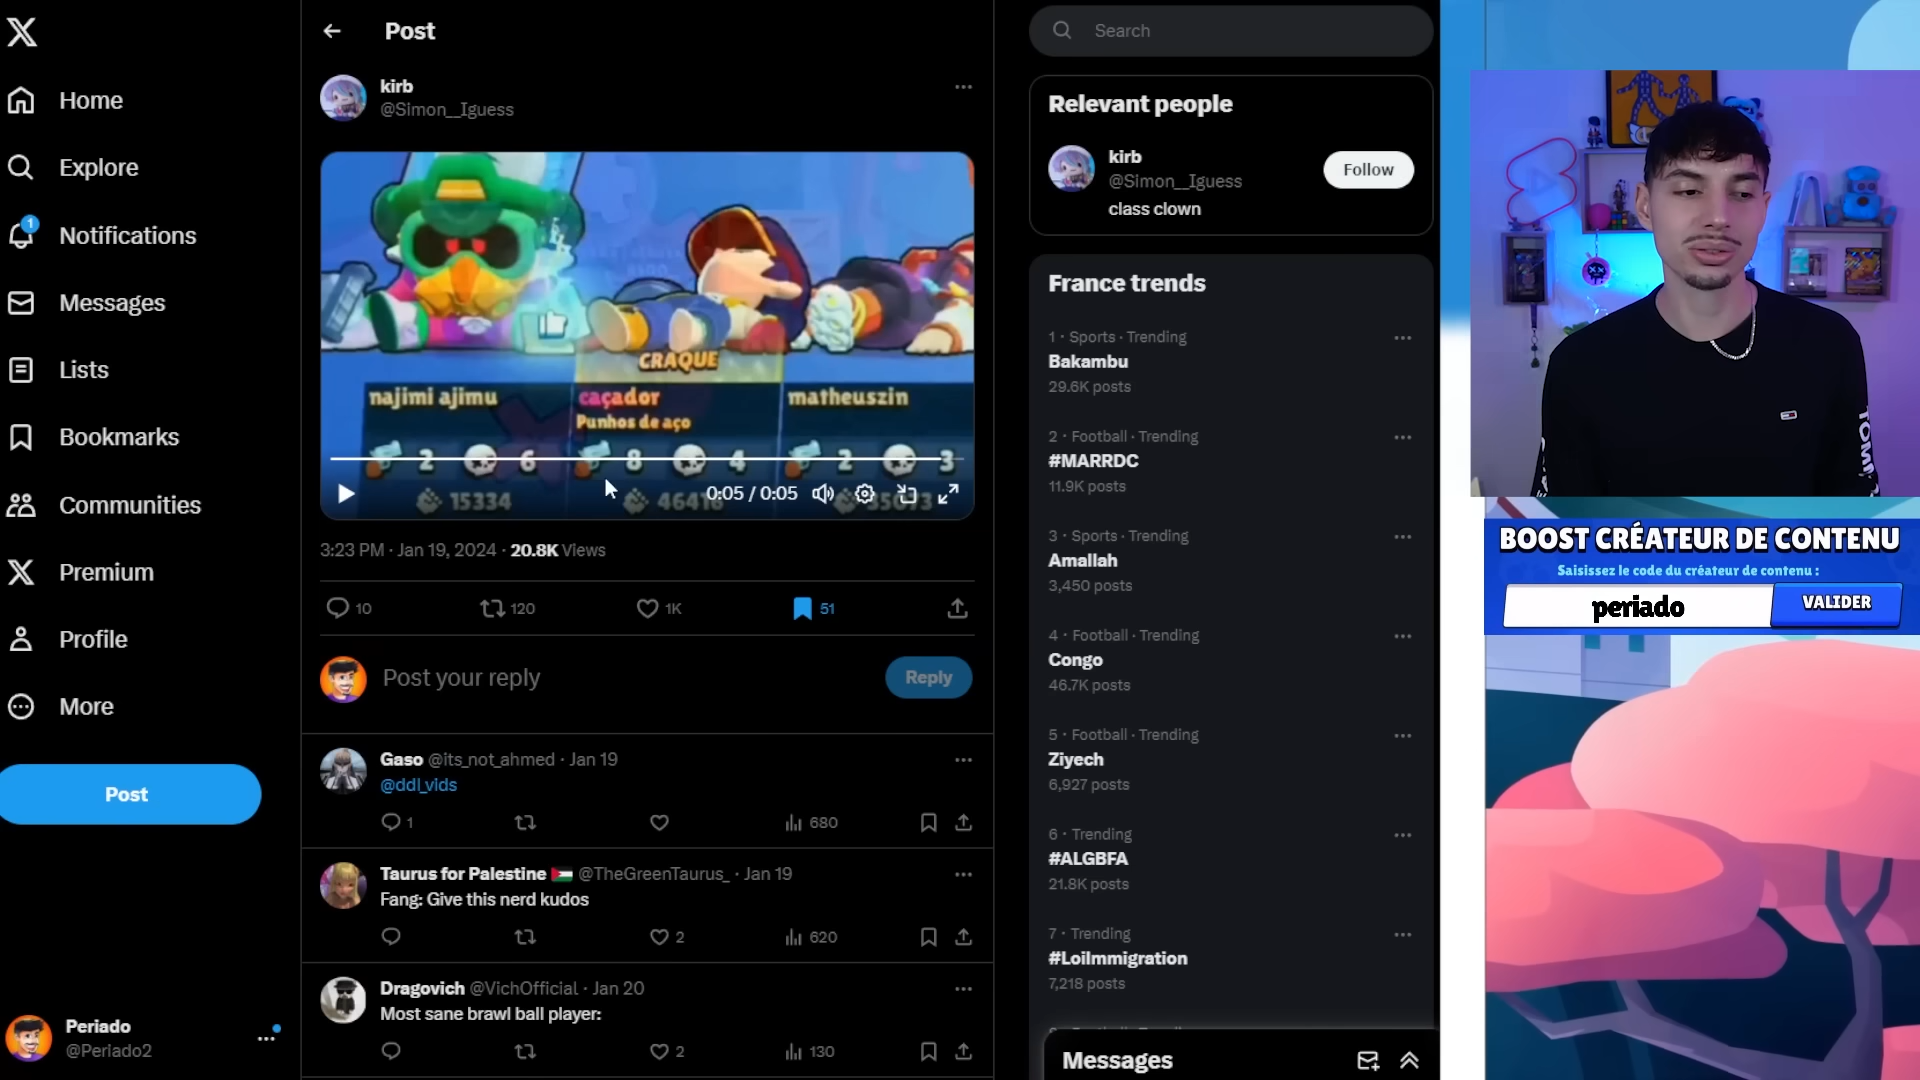 Home
Explore
1
Notifications
Messages
Lists
Bookmarks
Communities
Premium
Profile
More
Post
Periado
@Periado2
Post
kirb
@Simon__Iguess
CRAQUE
najimi ajimu
caçador
matheuszin
Punhos de aço
2 6 8 4 2 3
15334
0:05 / 0:05
3:23 PM · Jan 19, 2024 · 20.8K Views
10 120 1K 51
Post your reply
Reply
Gaso @its_not_ahmed · Jan 19
@ddl_vids
1 680
Taurus for Palestine @TheGreenTaurus_ · Jan 19
Fang: Give this nerd kudos
2 620
Dragovich @VichOfficial · Jan 20
Most sane brawl ball player:
2 130
Search
Relevant people
kirb
@Simon__Iguess
Follow
class clown
France trends
1 · Sports · Trending
Bakambu
29.6K posts
2 · Football · Trending
#MARRDC
11.9K posts
3 · Sports · Trending
Amallah
3,450 posts
4 · Football · Trending
Congo
46.7K posts
5 · Football · Trending
Ziyech
6,927 posts
6 · Trending
#ALGBFA
21.8K posts
7 · Trending
#LoiImmigration
7,218 posts
Messages
BOOST CRÉATEUR DE CONTENU
Saisissez le code du créateur de contenu :
periado
VALIDER